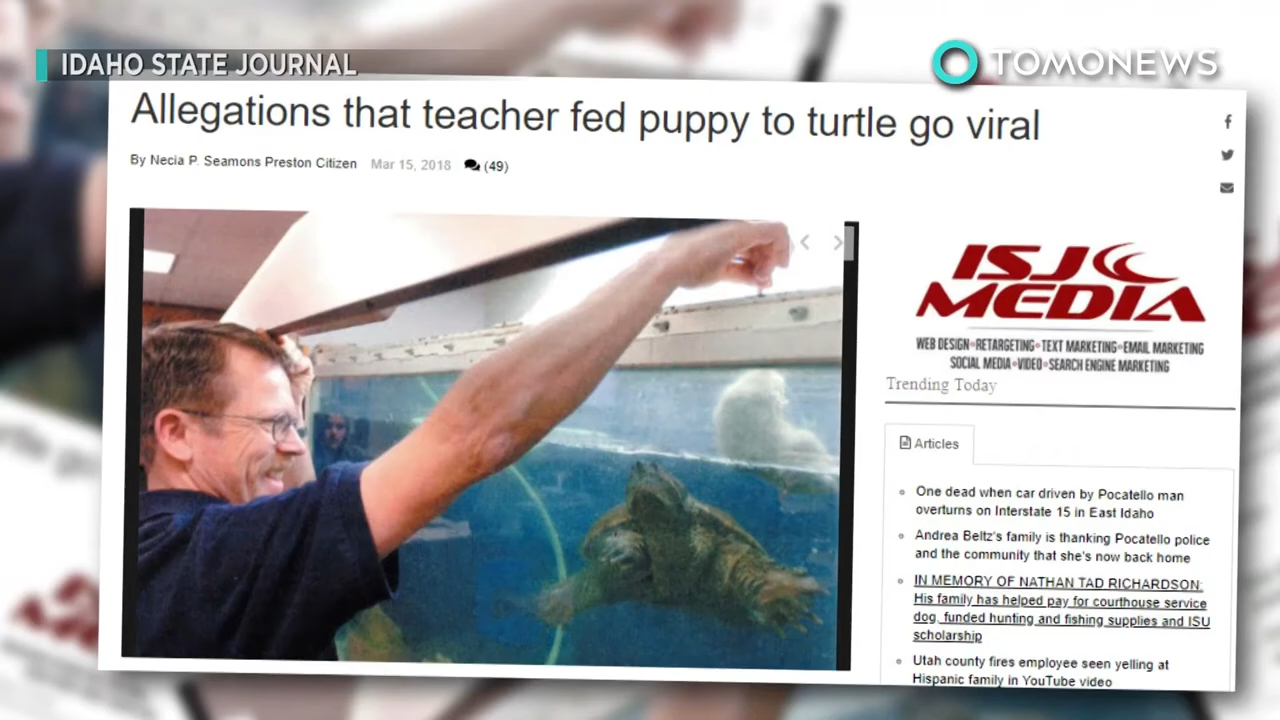 IDAHO STATE JOURNAL
TOMONEWS
Allegations that teacher fed puppy to turtle go viral
By Necia P. Seamons Preston Citizen Mar 15, 2018 (49)
ISJ
MEDIA
WEB DESIGN•RETARGETING•TEXT MARKETING•EMAIL MARKETING
SOCIAL MEDIA•VIDEO•SEARCH ENGINE MARKETING
Trending Today
Articles
One dead when car driven by Pocatello man
overturns on Interstate 15 in East Idaho
Andrea Beltz's family is thanking Pocatello police
and the community that she's now back home
IN MEMORY OF NATHAN TAD RICHARDSON:
His family has helped pay for courthouse service
dog, funded hunting and fishing supplies and ISU
scholarship
Utah county fires employee seen yelling at
Hispanic family in YouTube video